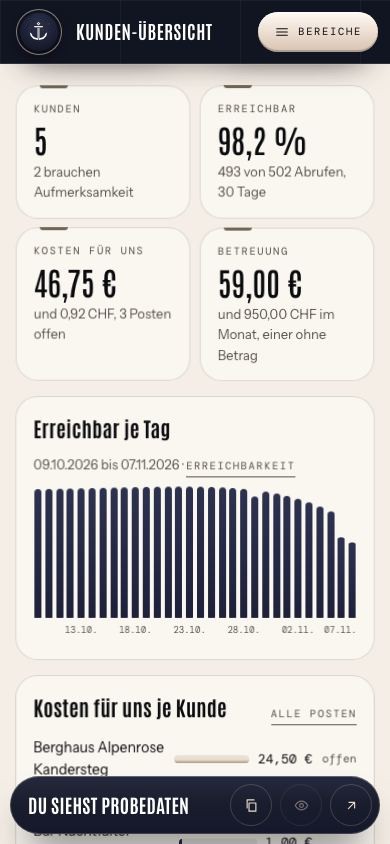 KUNDEN-ÜBERSICHT
BEREICHE
KUNDEN
5
2 brauchen
Aufmerksamkeit
ERREICHBAR
98,2 %
493 von 502 Abrufen,
30 Tage
KOSTEN FÜR UNS
46,75 €
und 0,92 CHF, 3 Posten
offen
BETREUUNG
59,00 €
und 950,00 CHF im
Monat, einer ohne
Betrag
Erreichbar je Tag
09.10.2026 bis 07.11.2026 · ERREICHBARKEIT
13.10. 18.10. 23.10. 28.10. 02.11. 07.11.
Kosten für uns je Kunde
ALLE POSTEN
Berghaus Alpenrose
Kandersteg
24,50 € offen
DU SIEHST PROBEDATEN